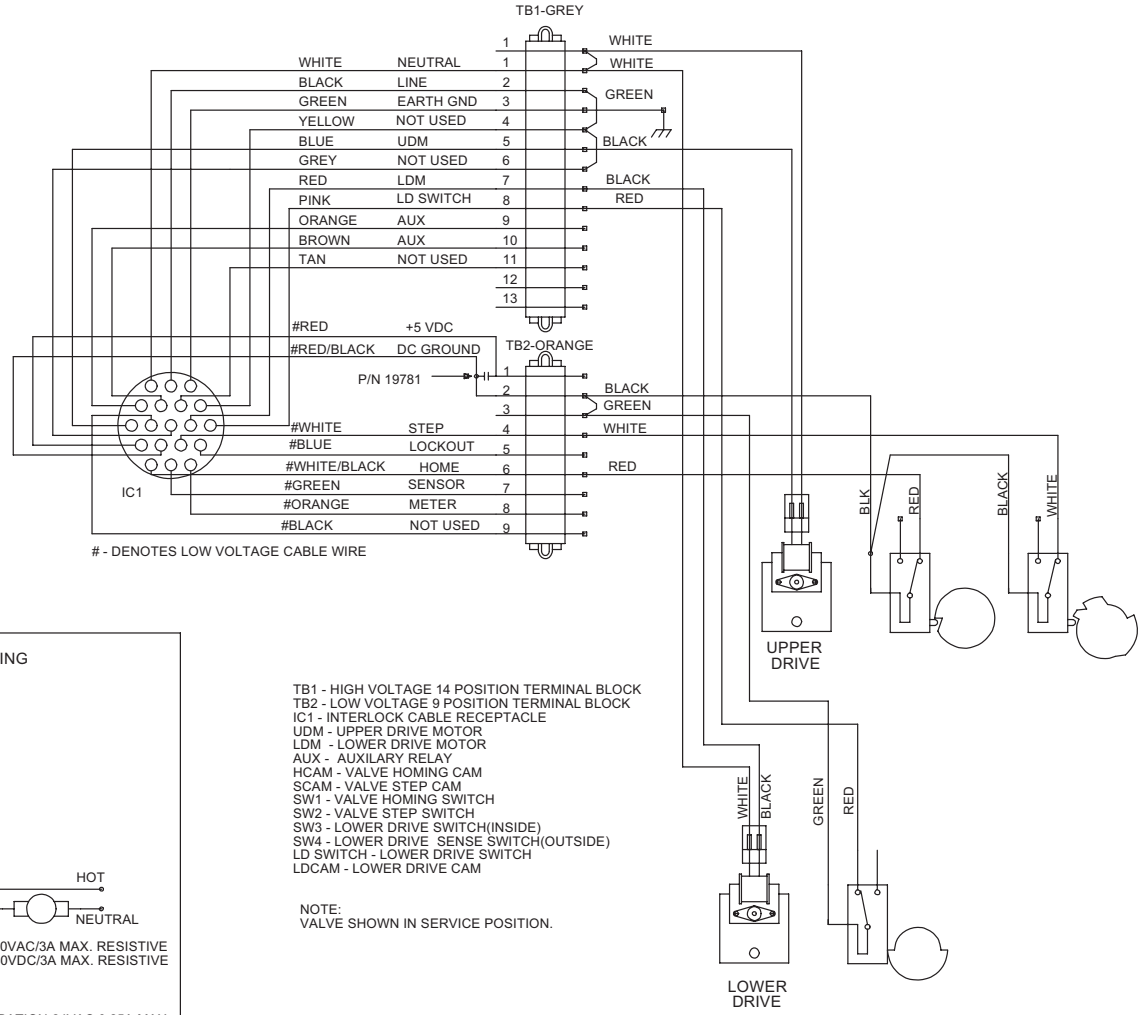 TB1-GREY
1 WHITE
WHITE NEUTRAL 1 WHITE
BLACK LINE 2
GREEN EARTH GND 3 GREEN
YELLOW NOT USED 4
BLUE UDM 5 BLACK
GREY NOT USED 6
RED LDM 7 BLACK
PINK LD SWITCH 8 RED
ORANGE AUX 9
BROWN AUX 10
TAN NOT USED 11
12
13
#RED +5 VDC
#RED/BLACK DC GROUND
TB2-ORANGE
P/N 19781
1
2 BLACK
3 GREEN
#WHITE STEP 4 WHITE
#BLUE LOCKOUT 5
#WHITE/BLACK HOME 6 RED
#GREEN SENSOR 7
#ORANGE METER 8
#BLACK NOT USED 9
IC1
# - DENOTES LOW VOLTAGE CABLE WIRE
BLK
RED
BLACK
WHITE
UPPER
DRIVE
ING
TB1 - HIGH VOLTAGE 14 POSITION TERMINAL BLOCK
TB2 - LOW VOLTAGE 9 POSITION TERMINAL BLOCK
IC1 - INTERLOCK CABLE RECEPTACLE
UDM - UPPER DRIVE MOTOR
LDM - LOWER DRIVE MOTOR
AUX - AUXILARY RELAY
HCAM - VALVE HOMING CAM
SCAM - VALVE STEP CAM
SW1 - VALVE HOMING SWITCH
SW2 - VALVE STEP SWITCH
SW3 - LOWER DRIVE SWITCH(INSIDE)
SW4 - LOWER DRIVE SENSE SWITCH(OUTSIDE)
LD SWITCH - LOWER DRIVE SWITCH
LDCAM - LOWER DRIVE CAM
NOTE:
VALVE SHOWN IN SERVICE POSITION.
WHITE
BLACK
GREEN
RED
LOWER
DRIVE
HOT
NEUTRAL
0VAC/3A MAX. RESISTIVE
0VDC/3A MAX. RESISTIVE